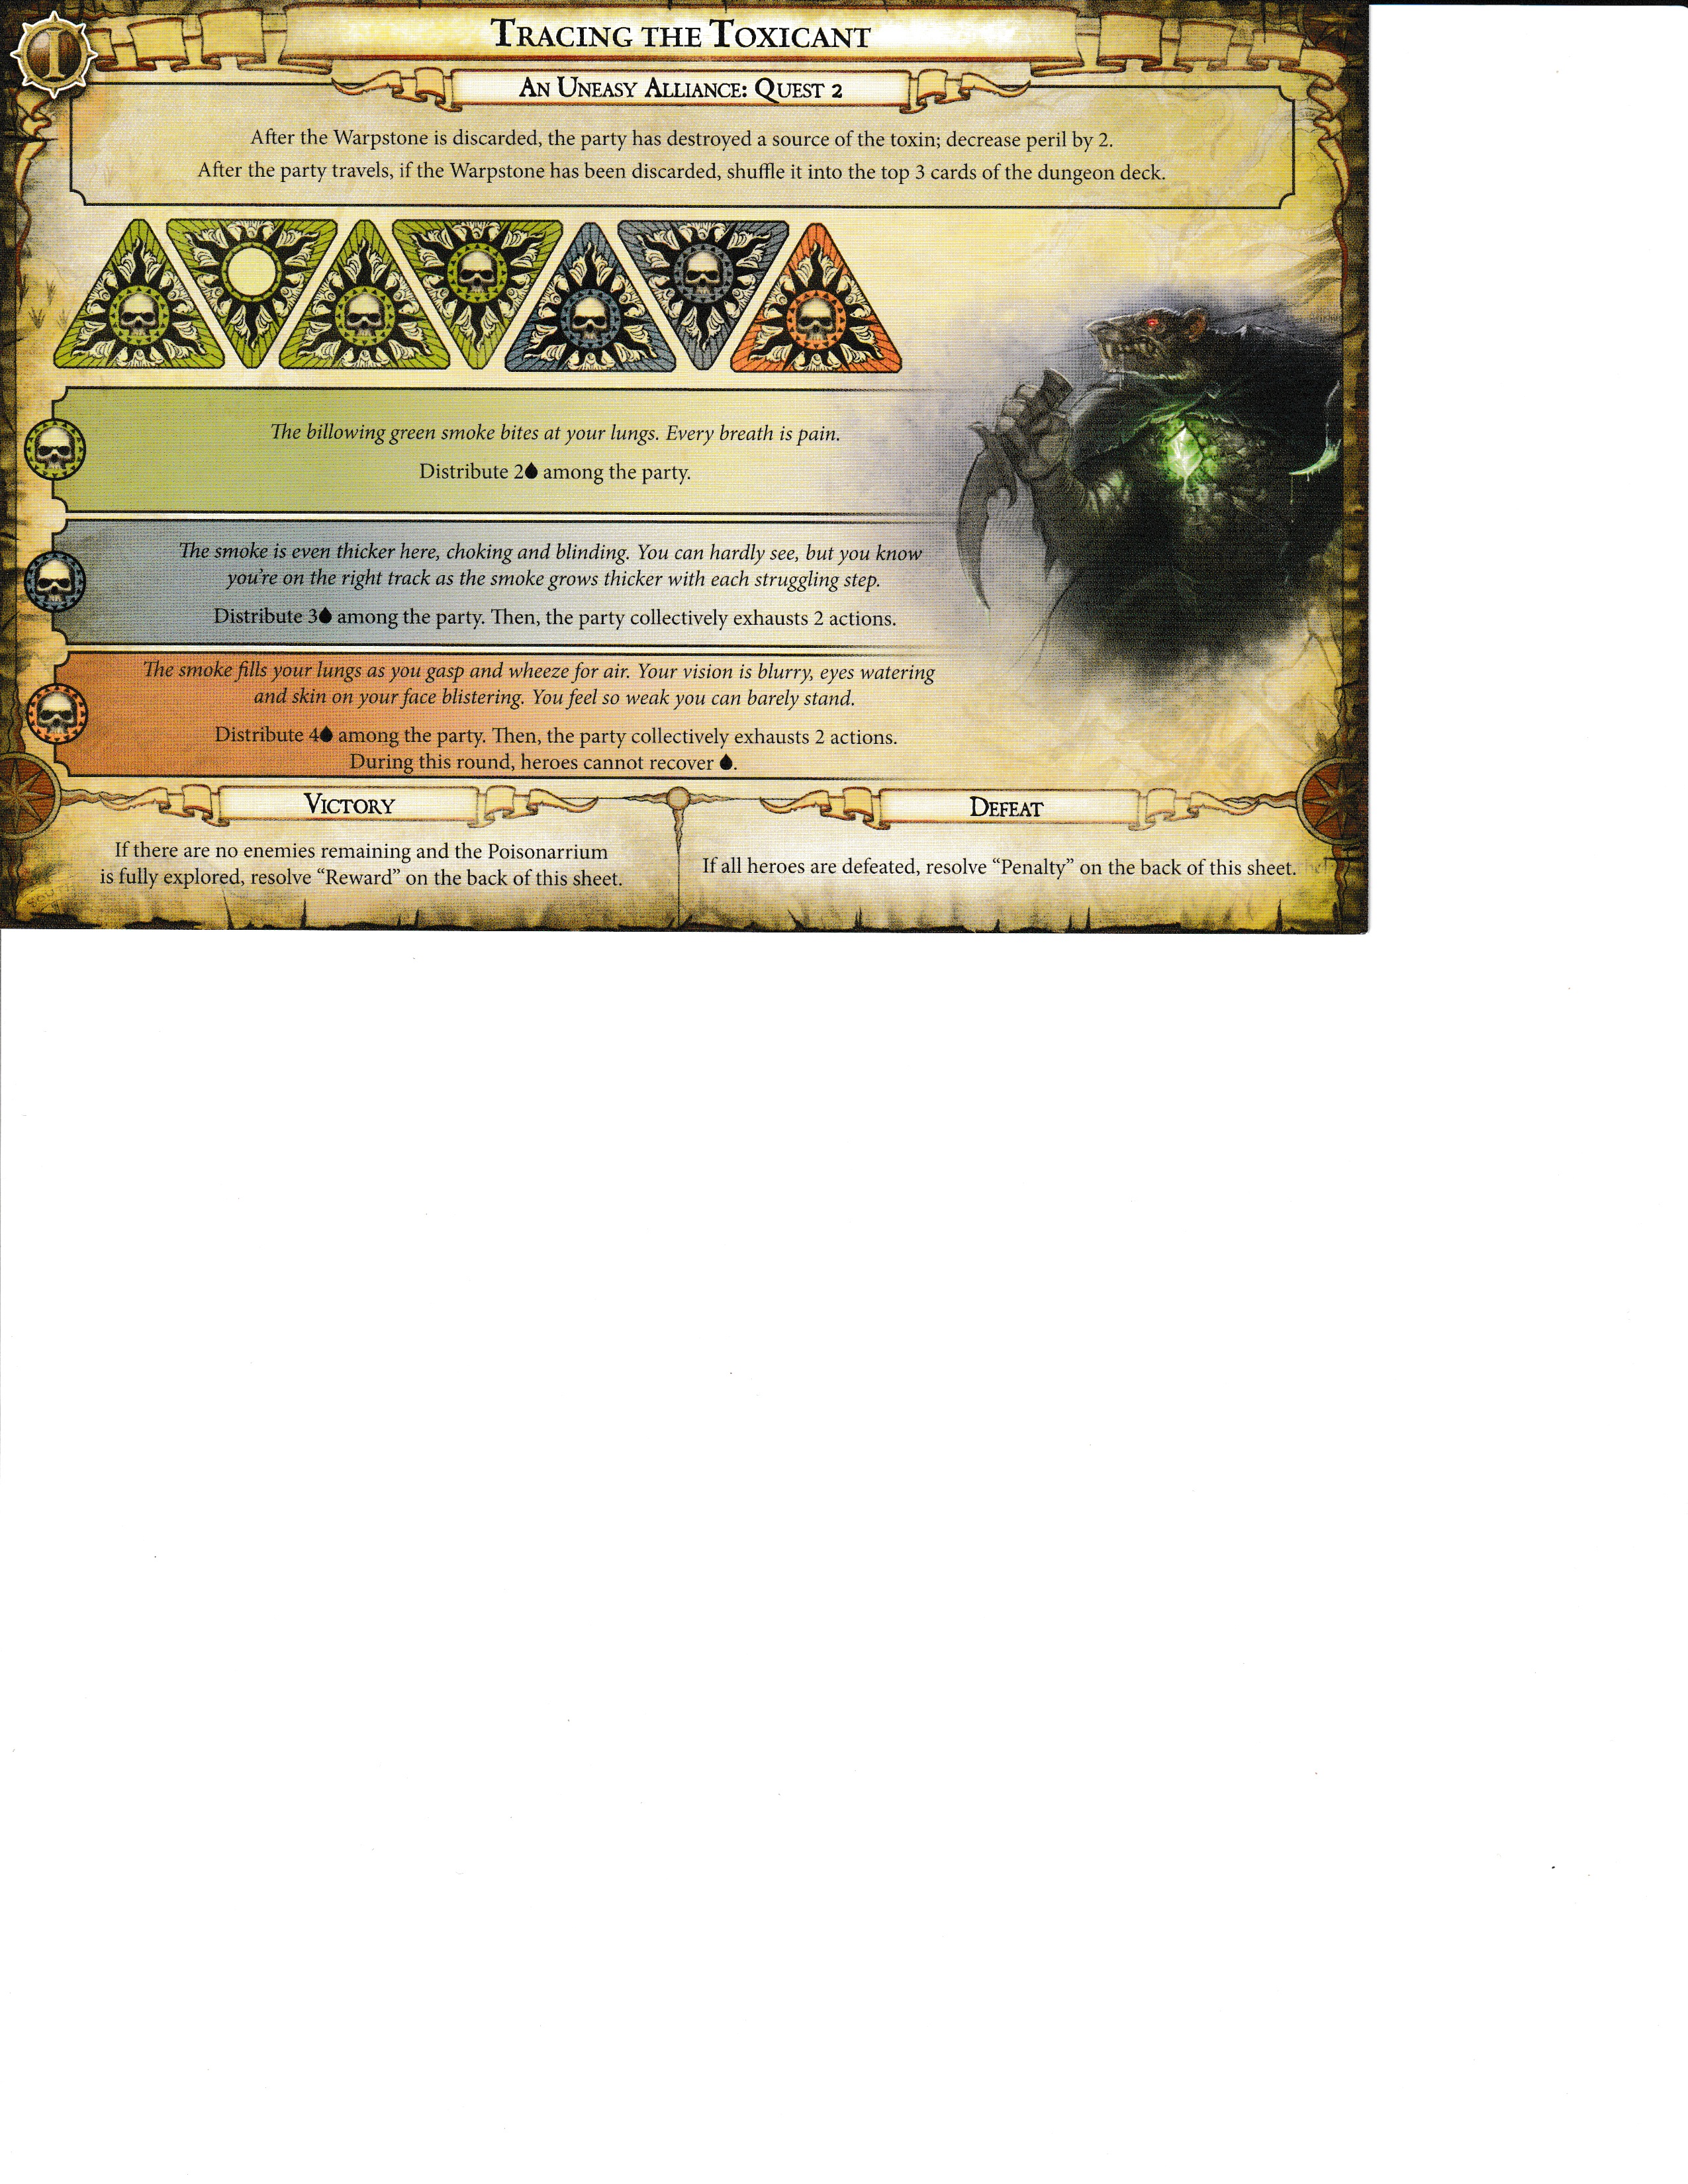 I
Tracing the Toxicant
An Uneasy Alliance: Quest 2
After the Warpstone is discarded, the party has destroyed a source of the toxin; decrease peril by 2.
After the party travels, if the Warpstone has been discarded, shuffle it into the top 3 cards of the dungeon deck.
The billowing green smoke bites at your lungs. Every breath is pain.
Distribute 2 among the party.
The smoke is even thicker here, choking and blinding. You can hardly see, but you know
you're on the right track as the smoke grows thicker with each struggling step.
Distribute 3 among the party. Then, the party collectively exhausts 2 actions.
The smoke fills your lungs as you gasp and wheeze for air. Your vision is blurry, eyes watering
and skin on your face blistering. You feel so weak you can barely stand.
Distribute 4 among the party. Then, the party collectively exhausts 2 actions.
During this round, heroes cannot recover .
Victory
If there are no enemies remaining and the Poisonarrium
is fully explored, resolve “Reward” on the back of this sheet.
Defeat
If all heroes are defeated, resolve “Penalty” on the back of this sheet.